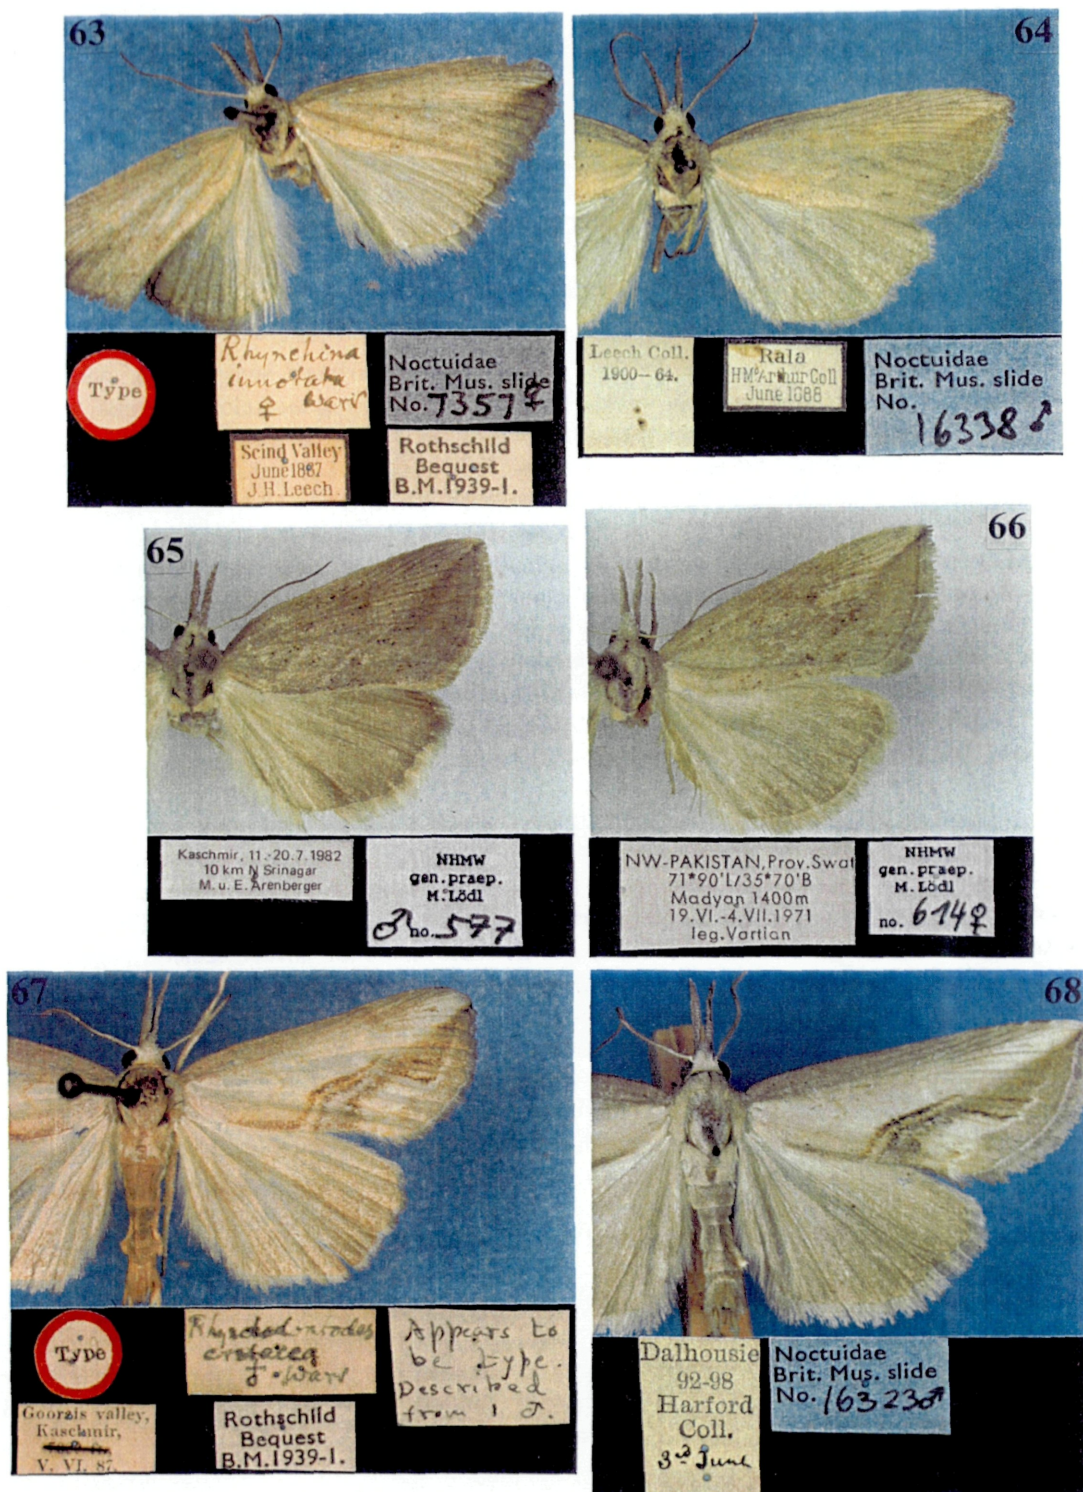 63
Type
Rhynchina
innotata
♀ Warr
Noctuidae
Brit. Mus. slide
No. 7357♀
Scind Valley
June 1887
J.H. Leech.
Rothschild
Bequest
B.M.1939-1.
64
Leech Coll.
1900-64.
Rala
HMᶜArthur Coll
June 1888
Noctuidae
Brit. Mus. slide
No.
16338♂
65
Kaschmir, 11.-20.7.1982
10 km N Srinagar
M. u. E. Arenberger
NHMW
gen.praep.
M.Lödl
♂ no. 577
66
NW-PAKISTAN, Prov.Swat
71*90'L/35*70'B
Madyan 1400m
19.VI.-4.VII.1971
leg.Vartian
NHMW
gen.praep.
M.Lödl
no. 614♀
67
Type
cretacea
♀. Warr
Appears to
be type.
Described
from 1 ♂.
Goorais valley,
Kaschmir,
V. VI. 87.
Rothschild
Bequest
B.M.1939-1.
68
Dalhousie
92-98
Harford
Coll.
3rd June
Noctuidae
Brit. Mus. slide
No. 16323♂